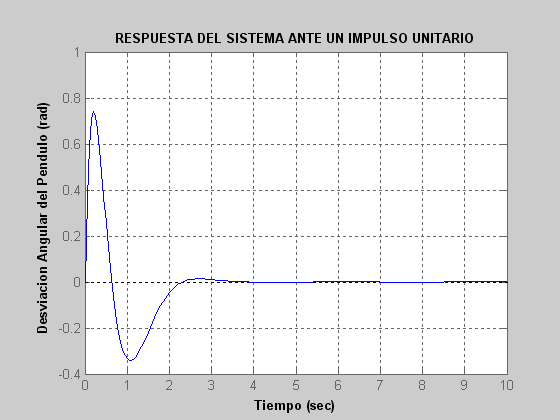 RESPUESTA DEL SISTEMA ANTE UN IMPULSO UNITARIO
Desviacion Angular del Pendulo (rad)
1
0.8
0.6
0.4
0.2
0
-0.2
-0.4
0 1 2 3 4 5 6 7 8 9 10
Tiempo (sec)